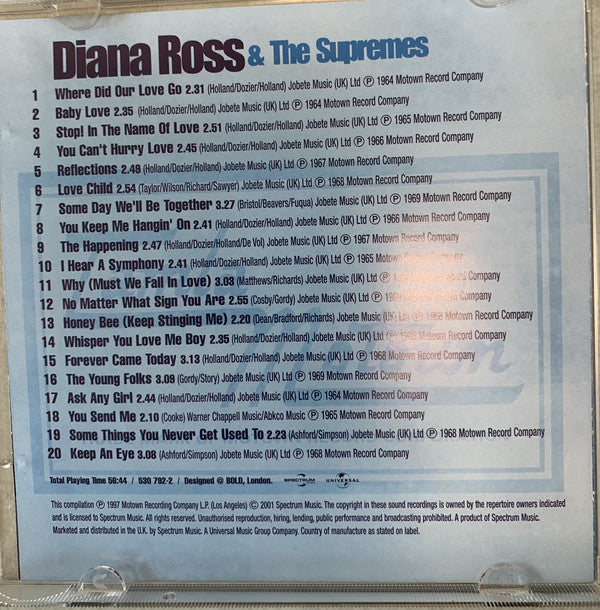 Diana Ross & The Supremes
1 Where Did Our Love Go 2.31 (Holland/Dozier/Holland) Jobete Music (UK) Ltd ℗ 1964 Motown Record Company
2 Baby Love 2.35 (Holland/Dozier/Holland) Jobete Music (UK) Ltd ℗ 1964 Motown Record Company
3 Stop! In The Name Of Love 2.51 (Holland/Dozier/Holland) Jobete Music (UK) Ltd ℗ 1965 Motown Record Company
4 You Can't Hurry Love 2.45 (Holland/Dozier/Holland) Jobete Music (UK) Ltd ℗ 1966 Motown Record Company
5 Reflections 2.49 (Holland/Dozier/Holland) Jobete Music (UK) Ltd ℗ 1967 Motown Record Company
6 Love Child 2.54 (Taylor/Wilson/Richard/Sawyer) Jobete Music (UK) Ltd ℗ 1968 Motown Record Company
7 Some Day We'll Be Together 3.27 (Bristol/Beavers/Fuqua) Jobete Music (UK) Ltd ℗ 1969 Motown Record Company
8 You Keep Me Hangin' On 2.41 (Holland/Dozier/Holland) Jobete Music (UK) Ltd ℗ 1966 Motown Record Company
9 The Happening 2.47 (Holland/Dozier/Holland/De Vol) Jobete Music (UK) Ltd ℗ 1967 Motown Record Company
10 I Hear A Symphony 2.41 (Holland/Dozier/Holland) Jobete Music (UK) Ltd ℗ 1965 Motown Record Company
11 Why (Must We Fall In Love) 3.03 (Matthews/Richards) Jobete Music (UK) Ltd ℗ Motown Record Company
12 No Matter What Sign You Are 2.55 (Cosby/Gordy) Jobete Music (UK) Ltd ℗ Motown Record Company
13 Honey Bee (Keep Stinging Me) 2.20 (Dean/Bradford/Richards) Jobete Music (UK) Ltd ℗ 1968 Motown Record Company
14 Whisper You Love Me Boy 2.35 (Holland/Dozier/Holland) Jobete Music (UK) Ltd ℗ 1965 Motown Record Company
15 Forever Came Today 3.13 (Holland/Dozier/Holland) Jobete Music (UK) Ltd ℗ 1968 Motown Record Company
16 The Young Folks 3.09 (Gordy/Story) Jobete Music (UK) Ltd ℗ 1969 Motown Record Company
17 Ask Any Girl 2.44 (Holland/Dozier/Holland) Jobete Music (UK) Ltd ℗ 1964 Motown Record Company
18 You Send Me 2.10 (Cooke) Warner Chappell Music/Abkco Music ℗ 1965 Motown Record Company
19 Some Things You Never Get Used To 2.23 (Ashford/Simpson) Jobete Music (UK) Ltd ℗ 1968 Motown Record Company
20 Keep An Eye 3.08 (Ashford/Simpson) Jobete Music (UK) Ltd ℗ 1968 Motown Record Company
Total Playing Time 56:44 / 530 792-2 / Designed @ BOLD, London. SPECTRUM UNIVERSAL
This compilation ℗ 1997 Motown Recording Company L.P. (Los Angeles) © 2001 Spectrum Music. The copyright in these sound recordings is owned by the repertoire owners indicated
and is licensed to Spectrum Music. All rights reserved. Unauthorised reproduction, hiring, lending, public performance and broadcasting prohibited. A product of Spectrum Music.
Marketed and distributed in the U.K. by Spectrum Music. A Universal Music Group Company. Country of manufacture as stated on label.